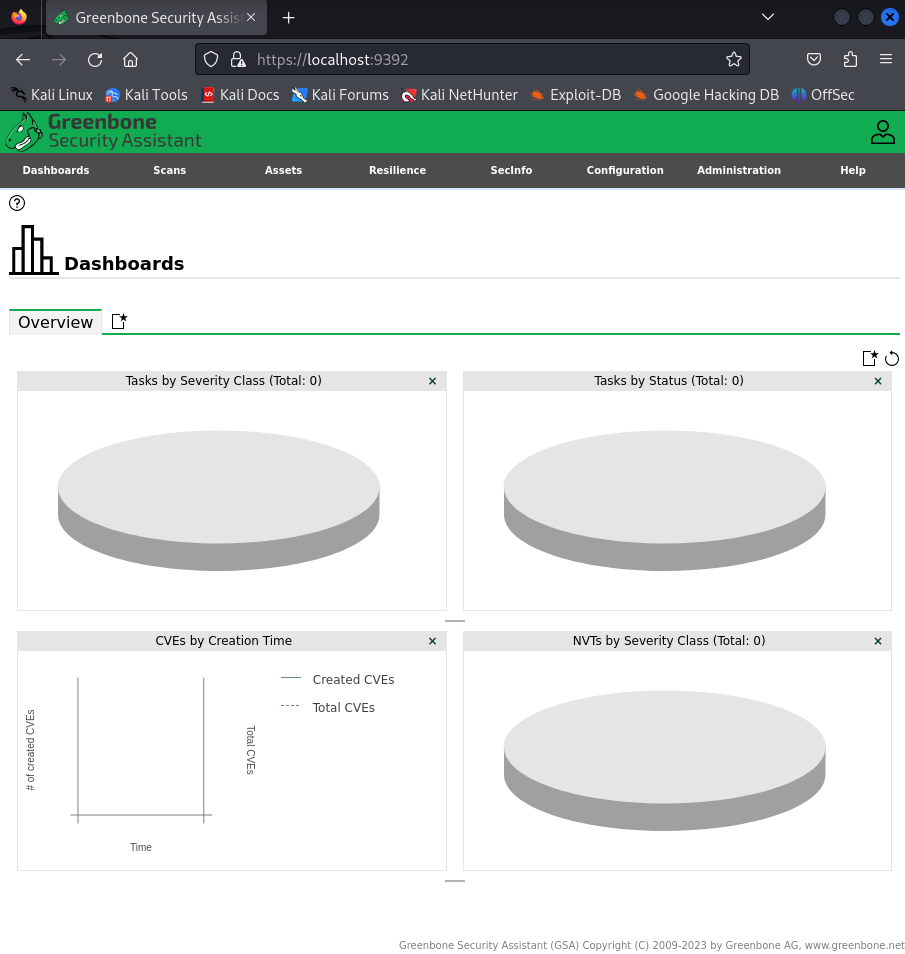 Greenbone Security Assis
https://localhost:9392
Kali Linux Kali Tools Kali Docs Kali Forums Kali NetHunter Exploit-DB Google Hacking DB OffSec
Greenbone
Security Assistant
Dashboards Scans Assets Resilience SecInfo Configuration Administration Help
Dashboards
Overview
Tasks by Severity Class (Total: 0)
Tasks by Status (Total: 0)
CVEs by Creation Time
# of created CVEs
Total CVEs
Time
Created CVEs
Total CVEs
NVTs by Severity Class (Total: 0)
Greenbone Security Assistant (GSA) Copyright (C) 2009-2023 by Greenbone AG, www.greenbone.net